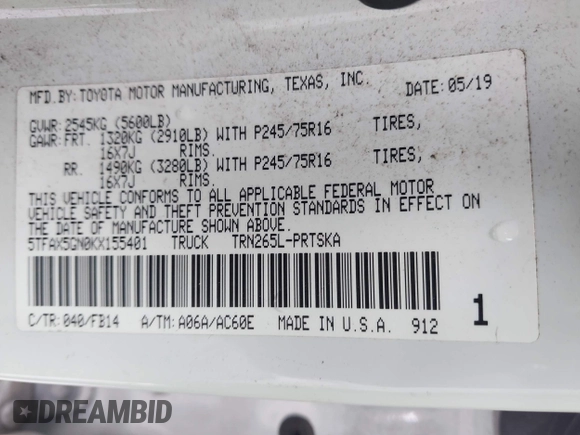 MFD.BY:TOYOTA MOTOR MANUFACTURING, TEXAS, INC. DATE:05/19
GVWR:2545KG (5600LB)
GAWR:FRT. 1320KG (2910LB) WITH P245/75R16 TIRES,
16X7J RIMS.
RR. 1490KG (3280LB) WITH P245/75R16 TIRES,
16X7J RIMS.
THIS VEHICLE CONFORMS TO ALL APPLICABLE FEDERAL MOTOR
VEHICLE SAFETY AND THEFT PREVENTION STANDARDS IN EFFECT ON
THE DATE OF MANUFACTURE SHOWN ABOVE.
5TFAX5GN0KX155401 TRUCK TRN265L-PRTSKA
C/TR:040/FB14 A/TM:A06A/AC60E MADE IN U.S.A. 912 1
DREAMBID